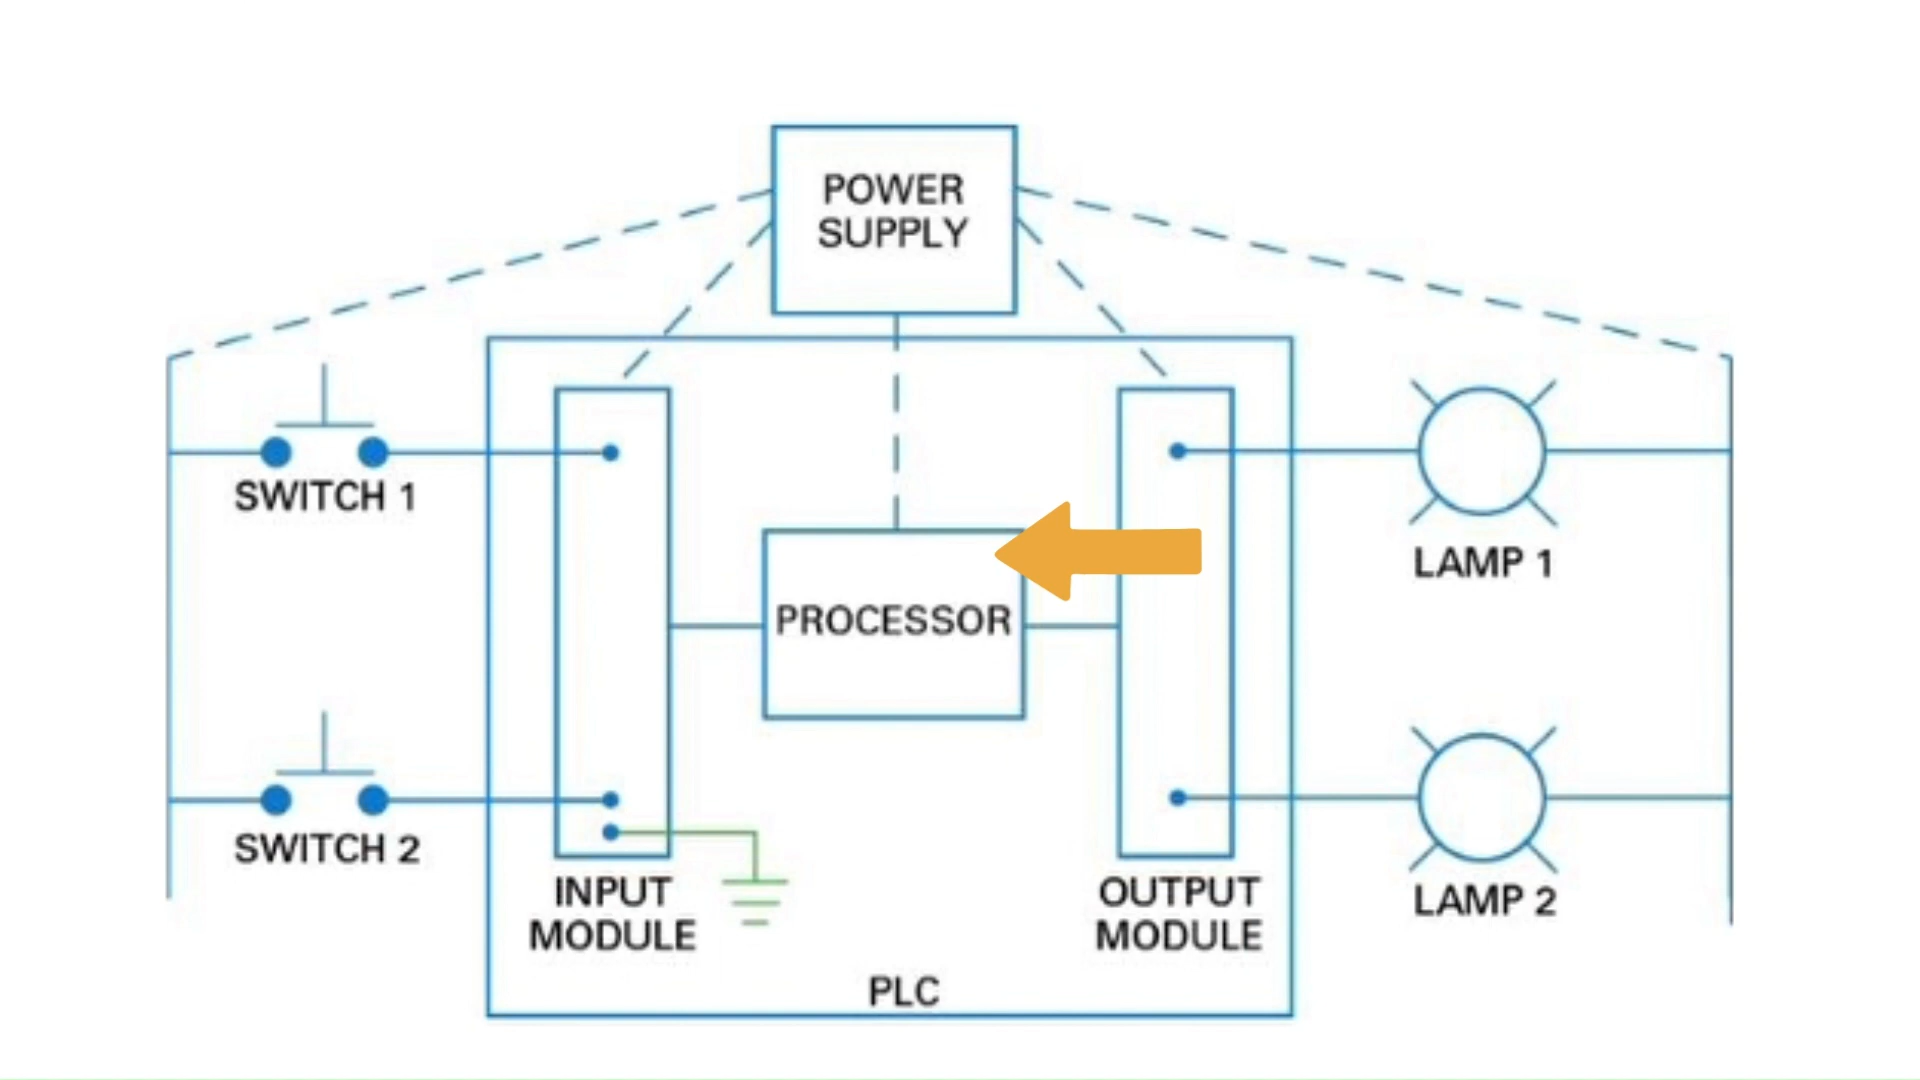 POWER
SUPPLY
SWITCH 1
LAMP 1
PROCESSOR
SWITCH 2
INPUT
MODULE
OUTPUT
MODULE
LAMP 2
PLC